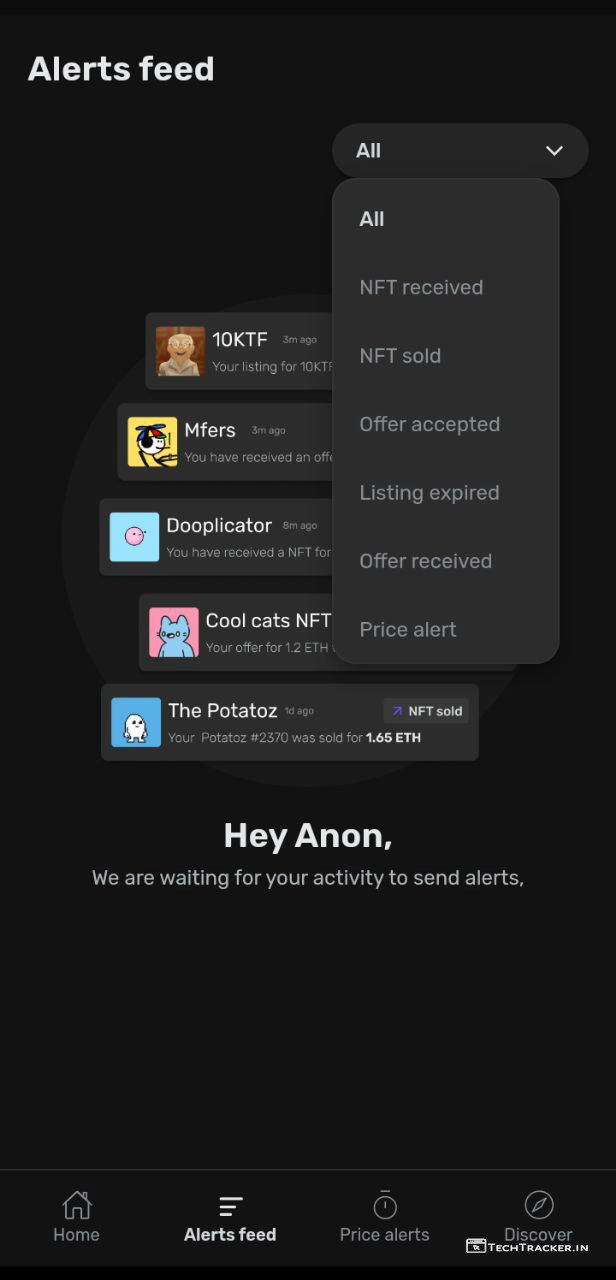 Alerts feed
All
All
NFT received
NFT sold
Offer accepted
Listing expired
Offer received
Price alert
10KTF 3m ago
Your listing for 10KTF
Mfers 3m ago
You have received an offe
Dooplicator 8m ago
You have received a NFT for
Cool cats NFT
Your offer for 1.2 ETH
The Potatoz 1d ago NFT sold
Your Potatoz #2370 was sold for 1.65 ETH
Hey Anon,
We are waiting for your activity to send alerts,
Home
Alerts feed
Price alerts
Discover
TechTracker.in